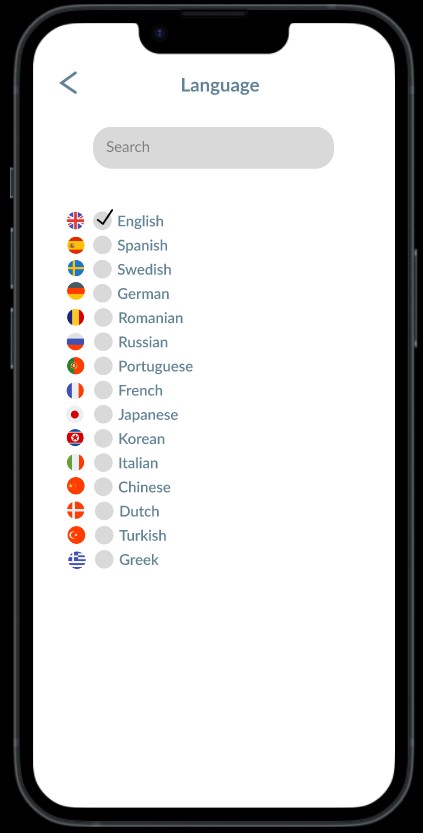 Language
Search
English
Spanish
Swedish
German
Romanian
Russian
Portuguese
French
Japanese
Korean
Italian
Chinese
Dutch
Turkish
Greek